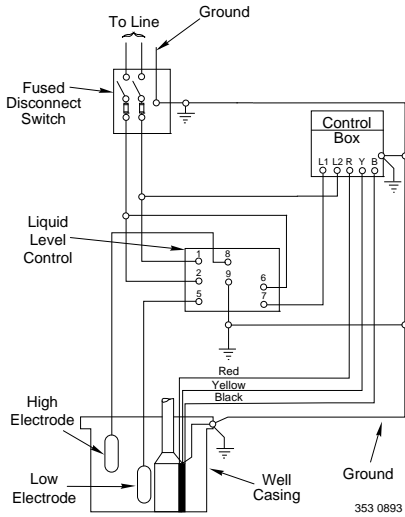 To Line
Ground
Fused
Disconnect
Switch
Control
Box
L1 L2 R Y B
Liquid
Level
Control
1
8
2
9
6
5
7
Red
Yellow
Black
High
Electrode
Low
Electrode
Well
Casing
Ground
353 0893